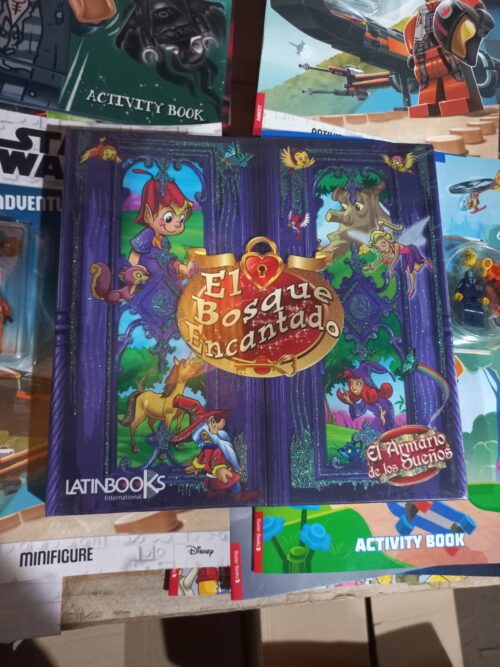 ACTIVITY BOOK
STAR
WARS
ADVENTU
El
Bosque
Encantado
El Armario
de los Sueños
LATINBOOKS
International
ACTIVITY BOOK
MINIFIGURE
Disney